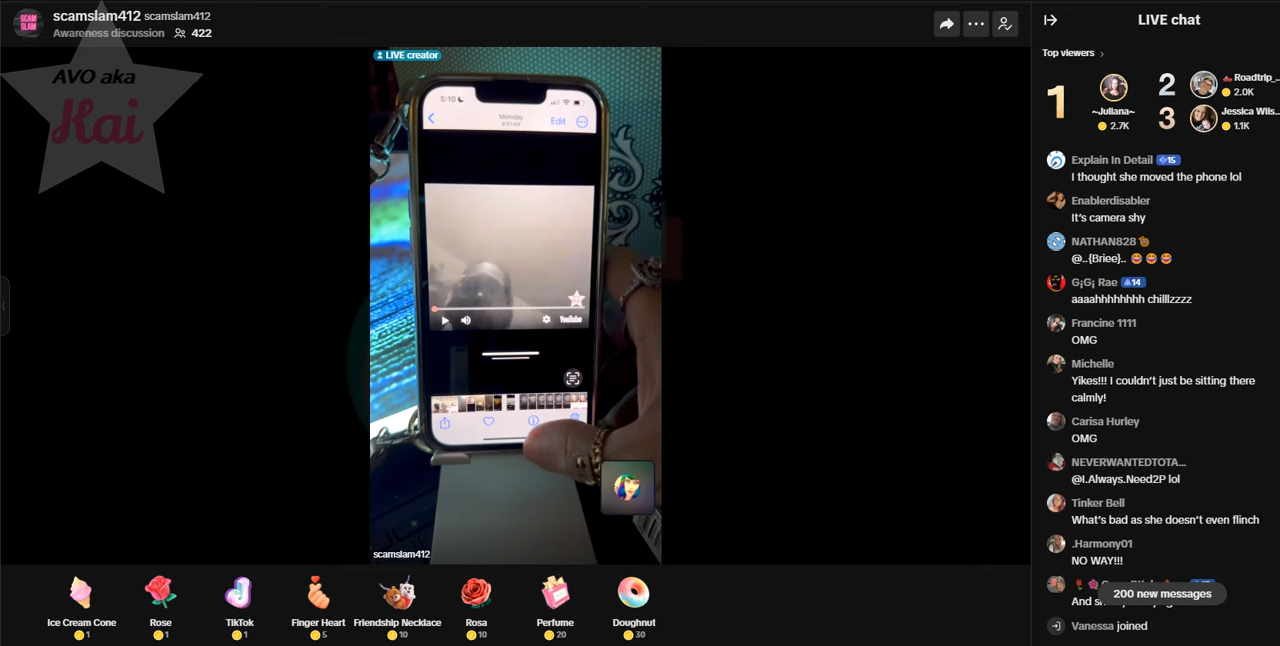 SCAM
SLAM
scamslam412 scamslam412
Awareness discussion 422
AVO aka
Kai
LIVE creator
5:10
Monday
Edit
YouTube
scamslam412
Ice Cream Cone
1
Rose
1
TikTok
1
Finger Heart
5
Friendship Necklace
10
Rosa
10
Perfume
20
Doughnut
30
LIVE chat
Top viewers
1
~Juliana~
2.7K
2
Roadtrip_...
2.0K
3
Jessica Wils...
1.1K
Explain In Detail 15
I thought she moved the phone lol
Enablerdisabler
It's camera shy
NATHAN828
@..{Briee}..
G¡G¡ Rae 14
aaaahhhhhhhh chilllzzzz
Francine 1111
OMG
Michelle
Yikes!!! I couldn't just be sitting there
calmly!
Carisa Hurley
OMG
NEVERWANTEDTOTA...
@I.Always.Need2P lol
Tinker Bell
What's bad as she doesn't even flinch
.Harmony01
NO WAY!!!
And
200 new messages
Vanessa joined